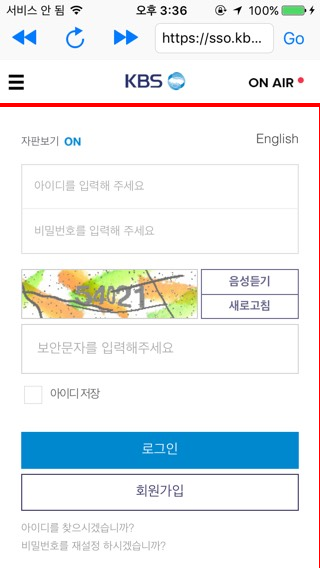 서비스 안 됨 오후 3:36 100%
https://sso.kb... Go
KBS ON AIR
자판보기 ON English
아이디를 입력해 주세요
비밀번호를 입력해 주세요
54021 음성듣기
새로고침
보안문자를 입력해주세요
아이디 저장
로그인
회원가입
아이디를 찾으시겠습니까?
비밀번호를 재설정 하시겠습니까?